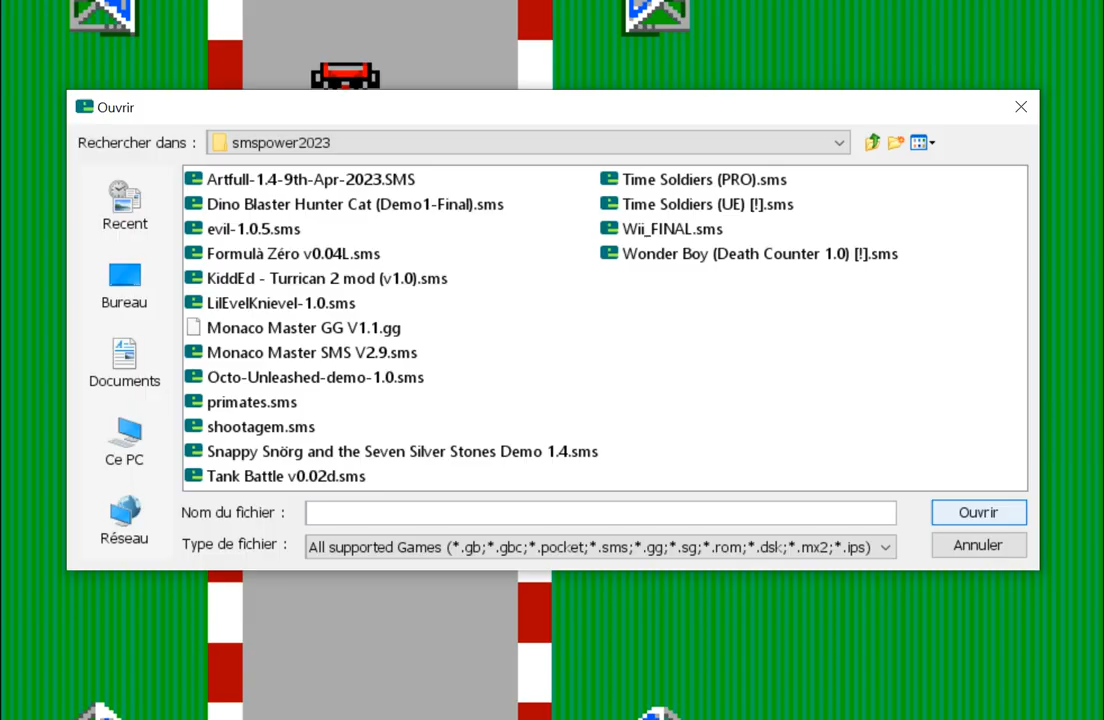 Ouvrir
Rechercher dans :
smspower2023
Recent
Bureau
Documents
Ce PC
Réseau
Artfull-1.4-9th-Apr-2023.SMS
Dino Blaster Hunter Cat (Demo1-Final).sms
evil-1.0.5.sms
Formulà Zéro v0.04L.sms
KiddEd - Turrican 2 mod (v1.0).sms
LilEvelKnievel-1.0.sms
Monaco Master GG V1.1.gg
Monaco Master SMS V2.9.sms
Octo-Unleashed-demo-1.0.sms
primates.sms
shootagem.sms
Snappy Snörg and the Seven Silver Stones Demo 1.4.sms
Tank Battle v0.02d.sms
Time Soldiers (PRO).sms
Time Soldiers (UE) [!].sms
Wii_FINAL.sms
Wonder Boy (Death Counter 1.0) [!].sms
Nom du fichier :
Ouvrir
Type de fichier :
All supported Games (*.gb;*.gbc;*.pocket;*.sms;*.gg;*.sg;*.rom;*.dsk;*.mx2;*.ips)
Annuler